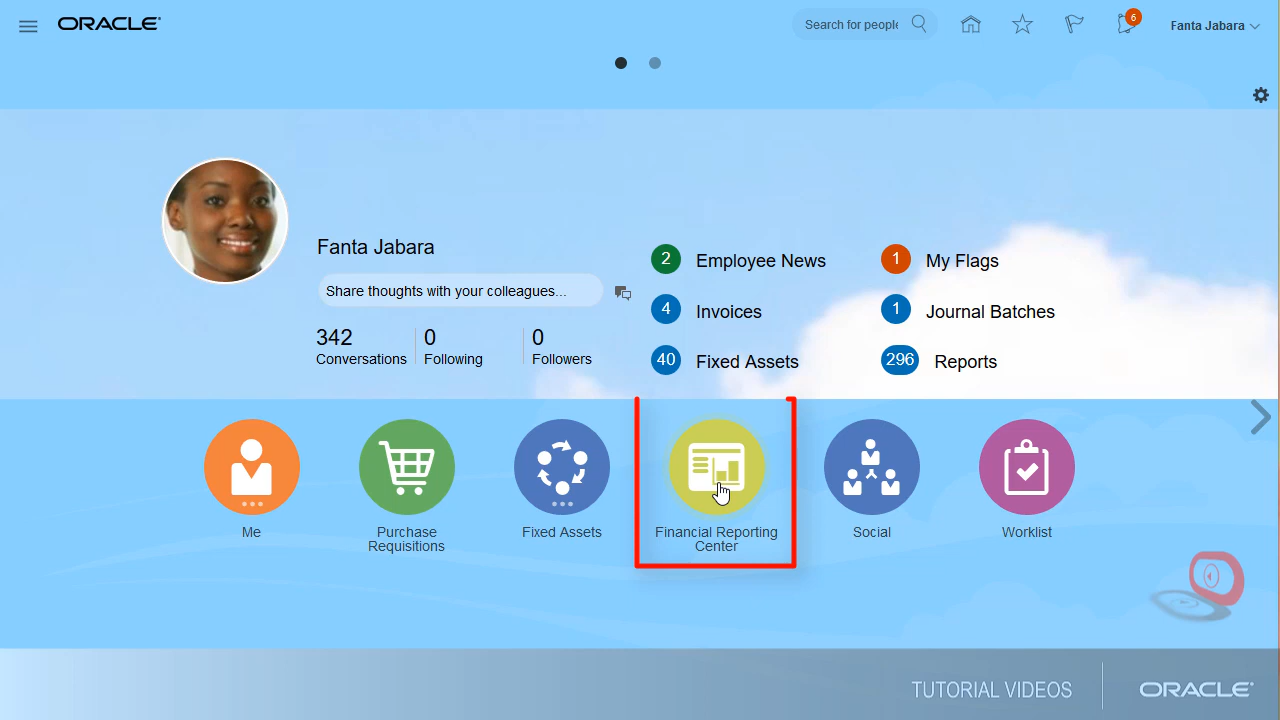 ORACLE®
Search for people
6
Fanta Jabara
Fanta Jabara
Share thoughts with your colleagues...
342
Conversations
0
Following
0
Followers
2 Employee News
1 My Flags
4 Invoices
1 Journal Batches
40 Fixed Assets
296 Reports
Me
Purchase
Requisitions
Fixed Assets
Financial Reporting
Center
Social
Worklist
TUTORIAL VIDEOS
ORACLE®